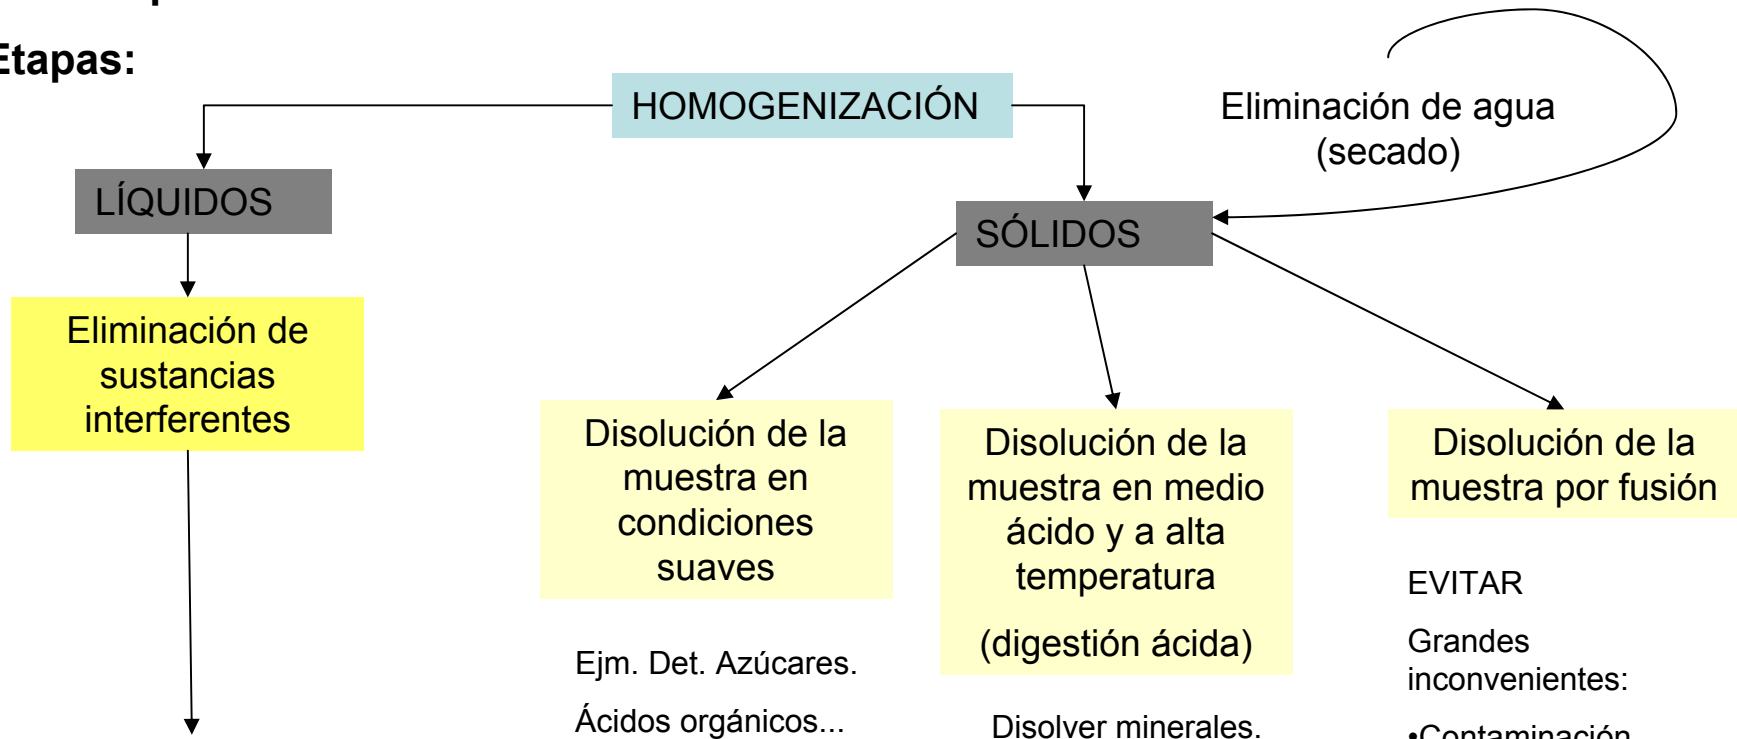 Etapas:
HOMOGENIZACIÓN
Eliminación de agua
(secado)
LÍQUIDOS
SÓLIDOS
Eliminación de
sustancias
interferentes
Disolución de la
muestra en
condiciones
suaves
Ejm. Det. Azúcares.
Ácidos orgánicos...
Disolución de la
muestra en medio
ácido y a alta
temperatura
(digestión ácida)
Disolver minerales.
Disolución de la
muestra por fusión
EVITAR
Grandes
inconvenientes:
•Contaminación